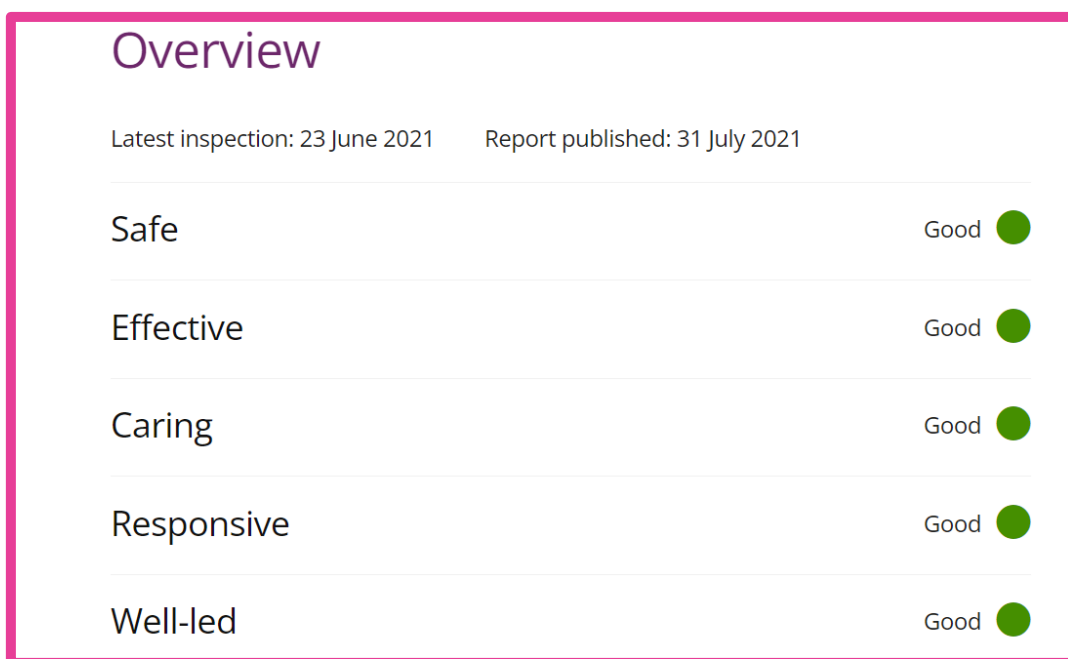 Overview
Latest inspection: 23 June 2021 Report published: 31 July 2021
Safe Good
Effective Good
Caring Good
Responsive Good
Well-led Good